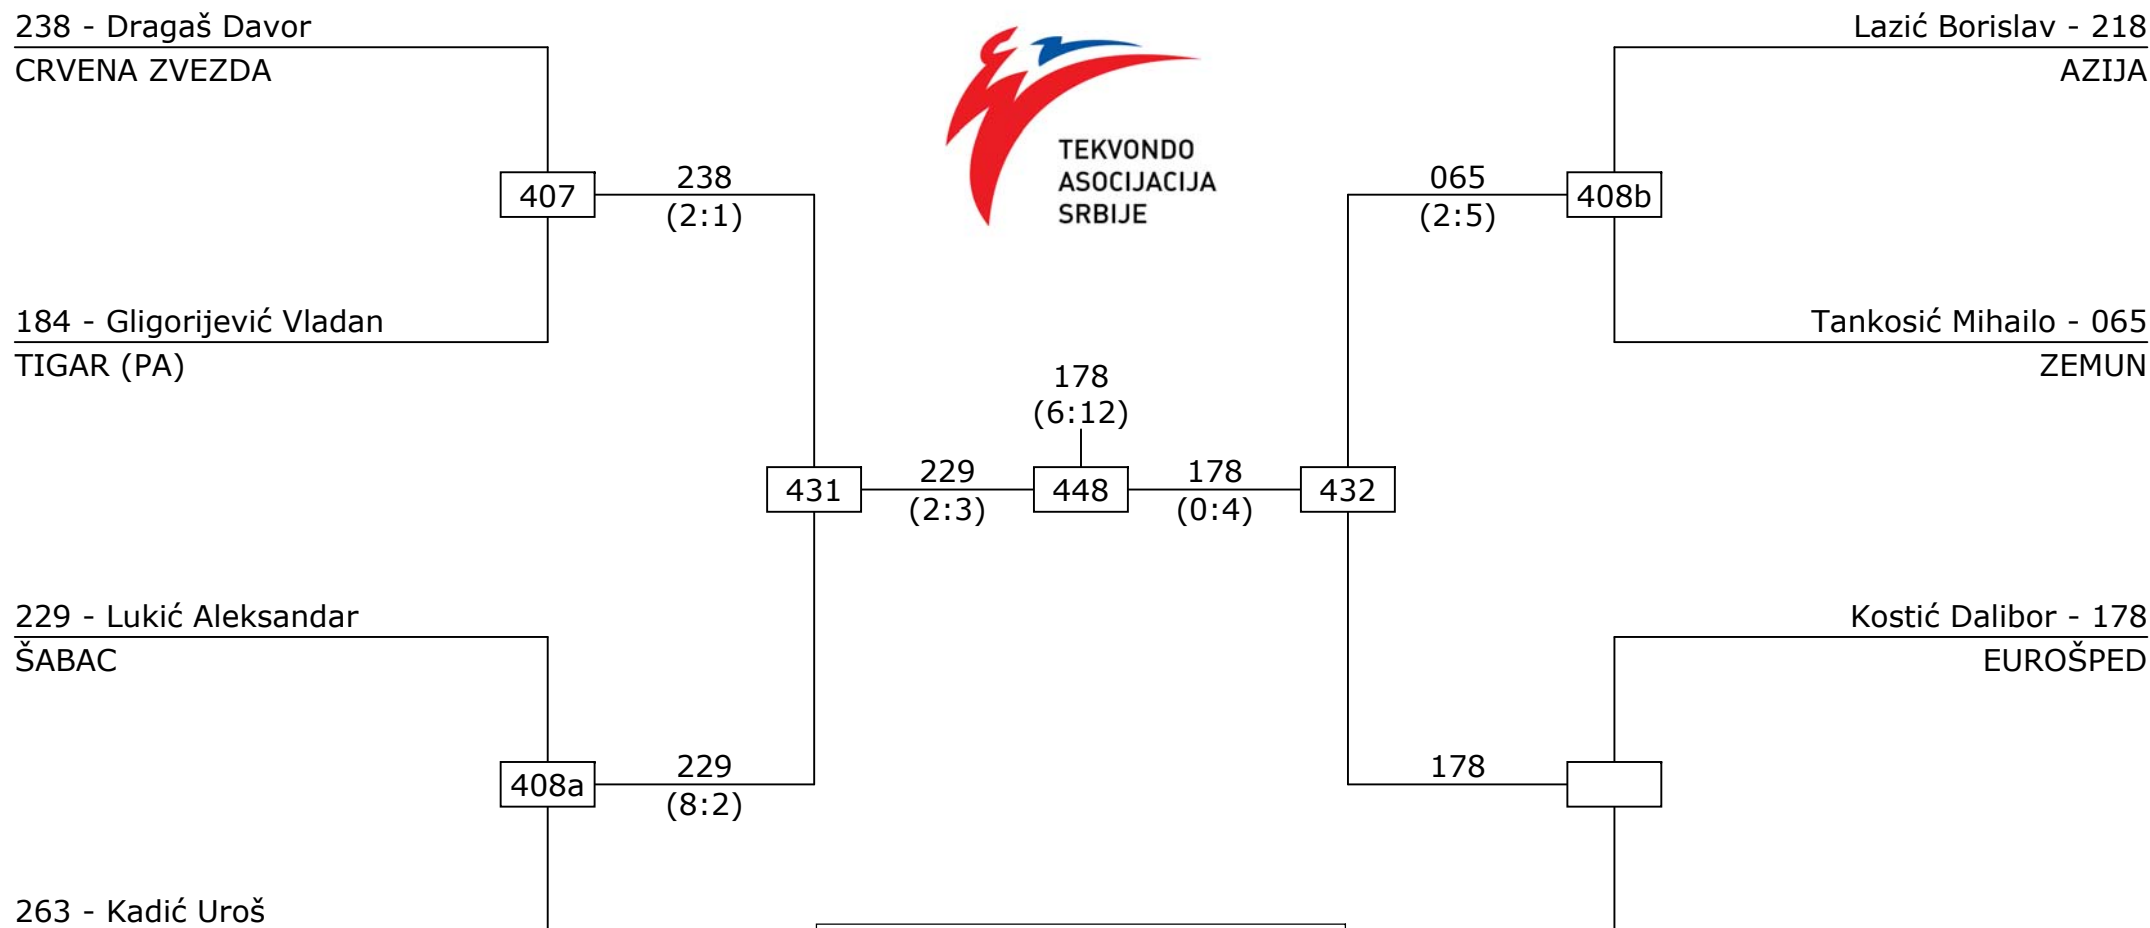 238 - Dragaš Davor
CRVENA ZVEZDA
Lazić Borislav - 218
AZIJA
TEKVONDO
ASOCIJACIJA
SRBIJE
407
238
(2:1)
065
(2:5)
408b
184 - Gligorijević Vladan
TIGAR (PA)
Tankosić Mihailo - 065
ZEMUN
178
(6:12)
431
229
(2:3)
448
178
(0:4)
432
229 - Lukić Aleksandar
ŠABAC
Kostić Dalibor - 178
EUROŠPED
408a
229
(8:2)
178
263 - Kadić Uroš